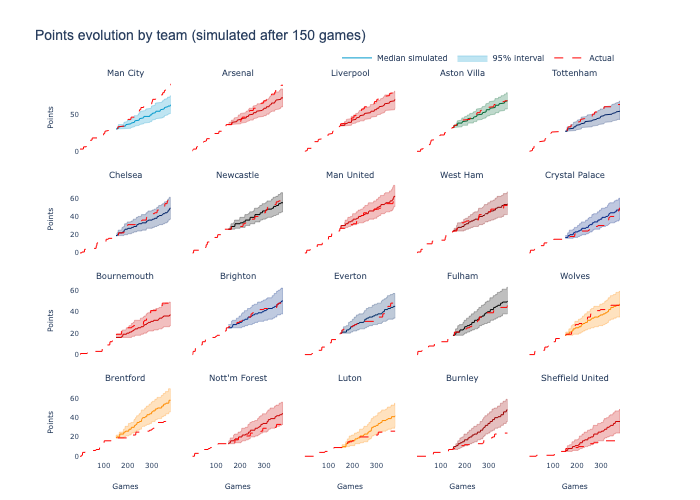 Points evolution by team (simulated after 150 games)
Median simulated 95% interval Actual
Man City Arsenal Liverpool Aston Villa Tottenham
Points
50
0
Chelsea Newcastle Man United West Ham Crystal Palace
Points
60
40
20
0
Bournemouth Brighton Everton Fulham Wolves
Points
60
40
20
0
Brentford Nott'm Forest Luton Burnley Sheffield United
Points
60
40
20
0
100 200 300 100 200 300 100 200 300 100 200 300 100 200 300
Games Games Games Games Games